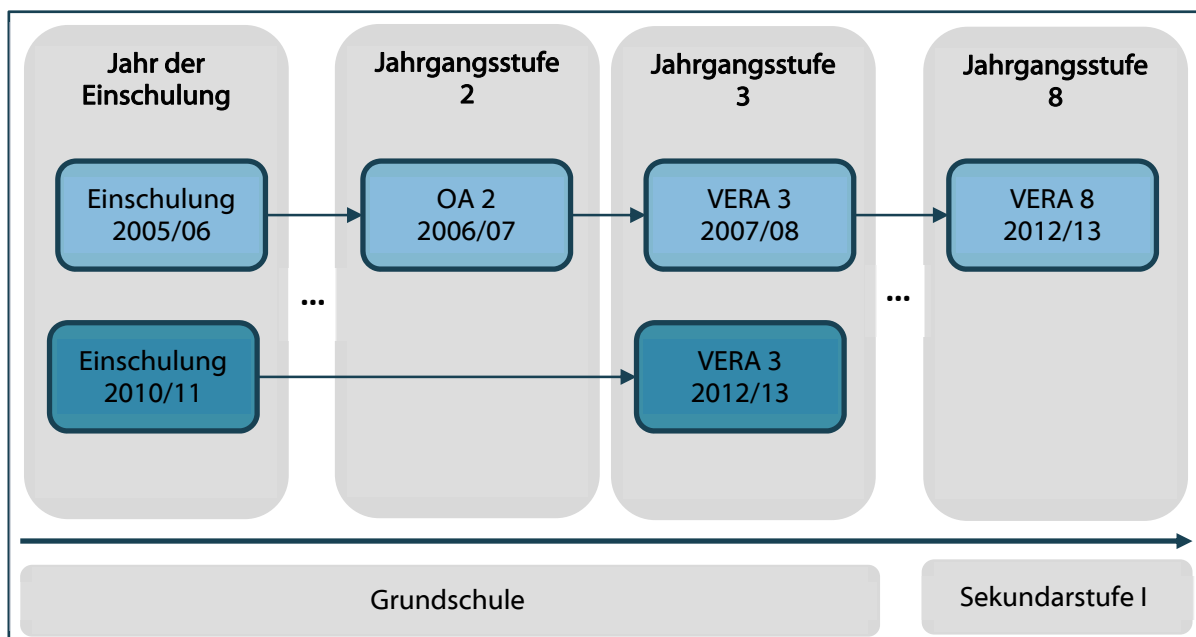 Jahr der
Einschulung
Jahrgangsstufe
2
Jahrgangsstufe
3
Jahrgangsstufe
8
Einschulung
2005/06
OA 2
2006/07
VERA 3
2007/08
VERA 8
2012/13
...
...
Einschulung
2010/11
VERA 3
2012/13
Grundschule
Sekundarstufe I